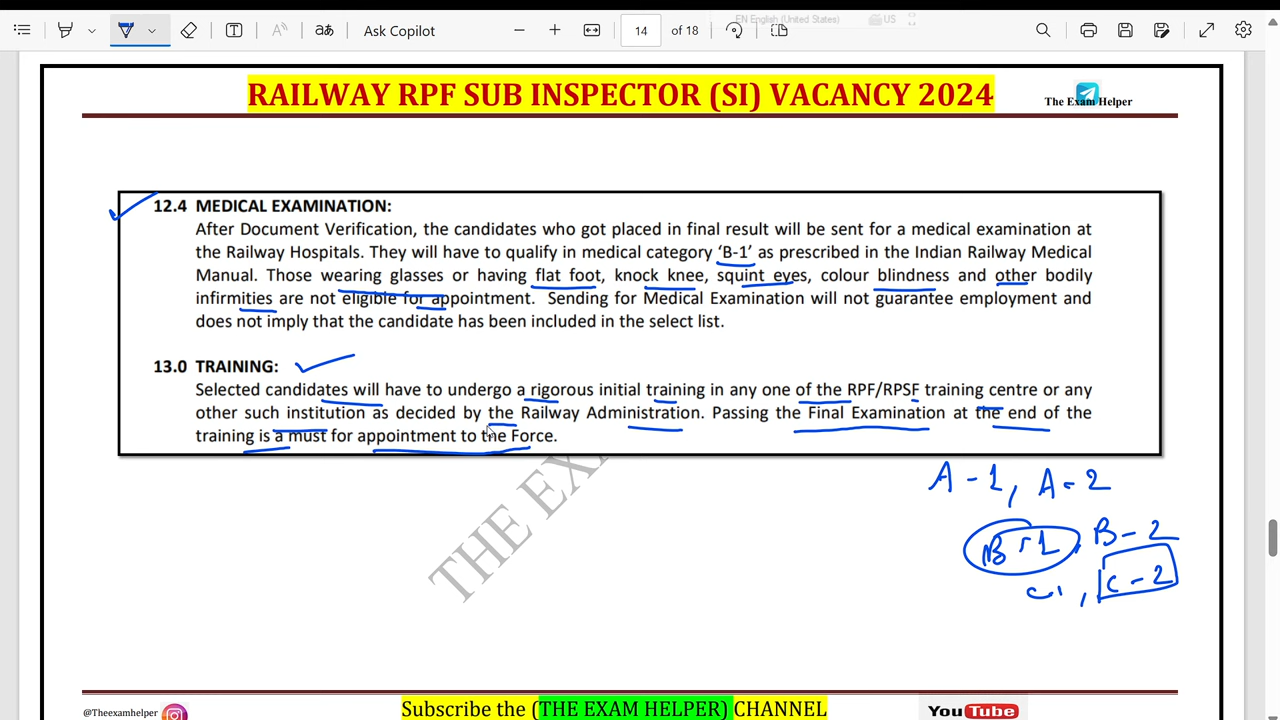 Ask Copilot
14 of 18
EN English (United States)
US
RAILWAY RPF SUB INSPECTOR (SI) VACANCY 2024
The Exam Helper
12.4 MEDICAL EXAMINATION:
After Document Verification, the candidates who got placed in final result will be sent for a medical examination at
the Railway Hospitals. They will have to qualify in medical category ‘B-1’ as prescribed in the Indian Railway Medical
Manual. Those wearing glasses or having flat foot, knock knee, squint eyes, colour blindness and other bodily
infirmities are not eligible for appointment. Sending for Medical Examination will not guarantee employment and
does not imply that the candidate has been included in the select list.
13.0 TRAINING:
Selected candidates will have to undergo a rigorous initial training in any one of the RPF/RPSF training centre or any
other such institution as decided by the Railway Administration. Passing the Final Examination at the end of the
training is a must for appointment to the Force.
THE EX
A-1, A-2
B-1, B-2
C1, C-2
@Theexamhelper
Subscribe the (THE EXAM HELPER) CHANNEL
YouTube